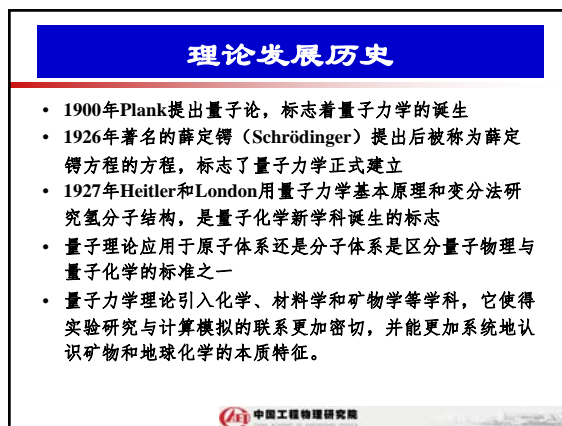 理论发展历史
• 1900年Plank提出量子论，标志着量子力学的诞生
• 1926年著名的薛定锷（Schrödinger）提出后被称为薛定
锷方程的方程，标志了量子力学正式建立
• 1927年Heitler和London用量子力学基本原理和变分法研
究氢分子结构，是量子化学新学科诞生的标志
• 量子理论应用于原子体系还是分子体系是区分量子物理与
量子化学的标准之一
• 量子力学理论引入化学、材料学和矿物学等学科，它使得
实验研究与计算模拟的联系更加密切，并能更加系统地认
识矿物和地球化学的本质特征。
中国工程物理研究院